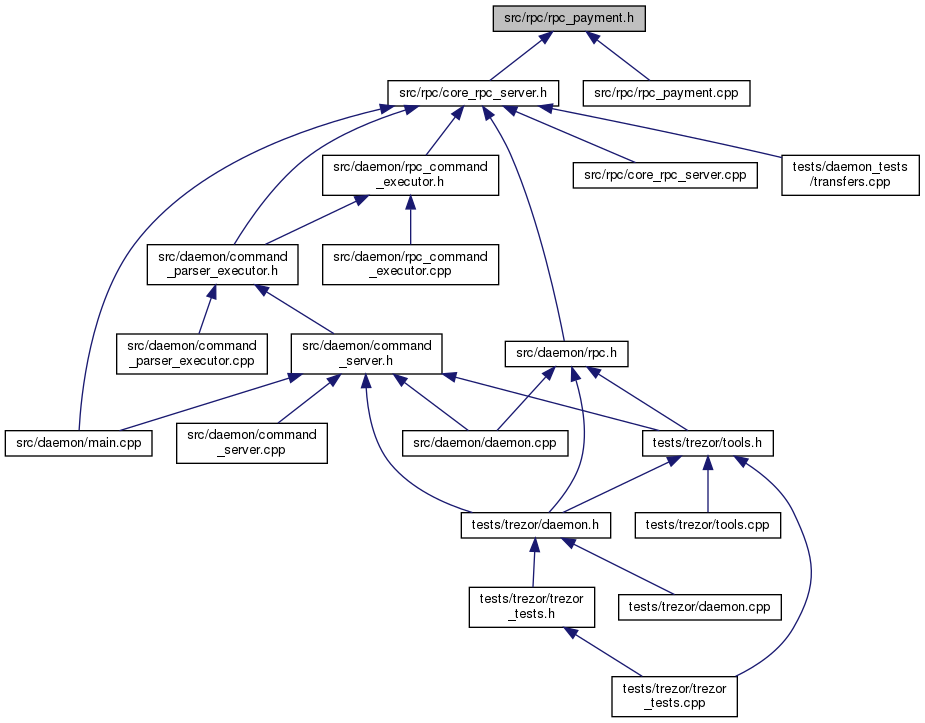 src/rpc/rpc_payment.h
src/rpc/core_rpc_server.h
src/rpc/rpc_payment.cpp
src/daemon/rpc_command
_executor.h
src/rpc/core_rpc_server.cpp
tests/daemon_tests
/transfers.cpp
src/daemon/command
_parser_executor.h
src/daemon/rpc_command
_executor.cpp
src/daemon/command
_parser_executor.cpp
src/daemon/command
_server.h
src/daemon/rpc.h
src/daemon/main.cpp
src/daemon/command
_server.cpp
src/daemon/daemon.cpp
tests/trezor/tools.h
tests/trezor/daemon.h
tests/trezor/tools.cpp
tests/trezor/trezor
_tests.h
tests/trezor/daemon.cpp
tests/trezor/trezor
_tests.cpp